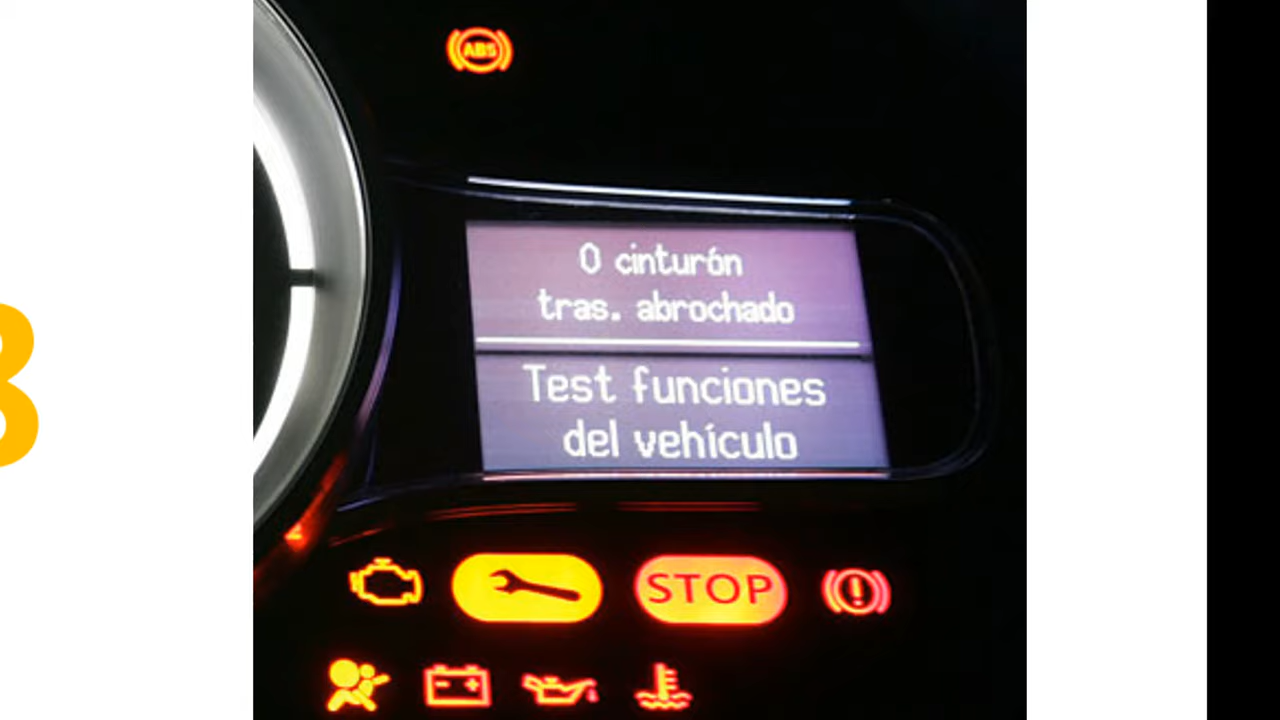 ABS
0 cinturón
tras. abrochado
Test funciones
del vehículo
STOP